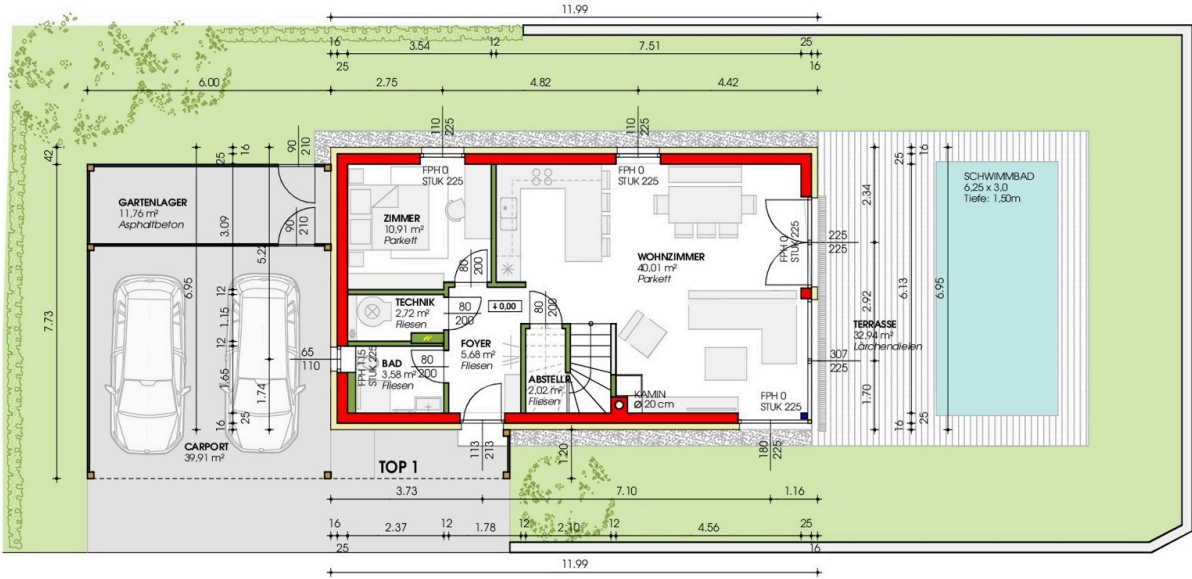 11.99
16
3.54
12
7.51
25
25
16
6.00
2.75
4.82
4.42
110
225
110
225
90
210
42
25
16
FPH 0
STUK 225
FPH 0
STUK 225
25
16
SCHWIMMBAD
6,25 x 3,0
Tiefe: 1,50m
GARTENLAGER
11,76 m²
Asphaltbeton
ZIMMER
10,91 m²
Parkett
2.34
3.09
90
210
5.22
225
225
FPH 0
STUK 225
WOHNZIMMER
40,01 m²
Parkett
80
200
6.95
12
2.92
6.13
6.95
TECHNIK
2,72 m²
Fliesen
80
200
±0,00
80
200
7.73
1.15
TERRASSE
32,94 m²
Lärchendielen
12
FOYER
5,68 m²
Fliesen
65
110
FPH 115
STUK 225
BAD
3,58 m²
Fliesen
80
200
307
225
1.65
1.74
ABSTELLR.
2,02 m²
Fliesen
KAMIN
Ø 20 cm
FPH 0
STUK 225
1.70
25
16
25
16
CARPORT
39,91 m²
TOP 1
113
213
1.20
180
225
3.73
7.10
1.16
16
2.37
12
1.78
12
2.10
12
4.56
25
25
16
11.99